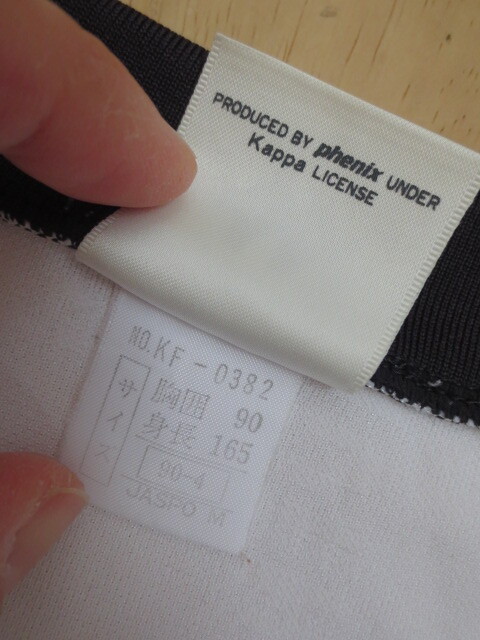 PRODUCED BY phenix UNDER
Kappa LICENSE
NO.KF-0382
サイズ
胸囲 90
身長 165
90-4
JASPO M